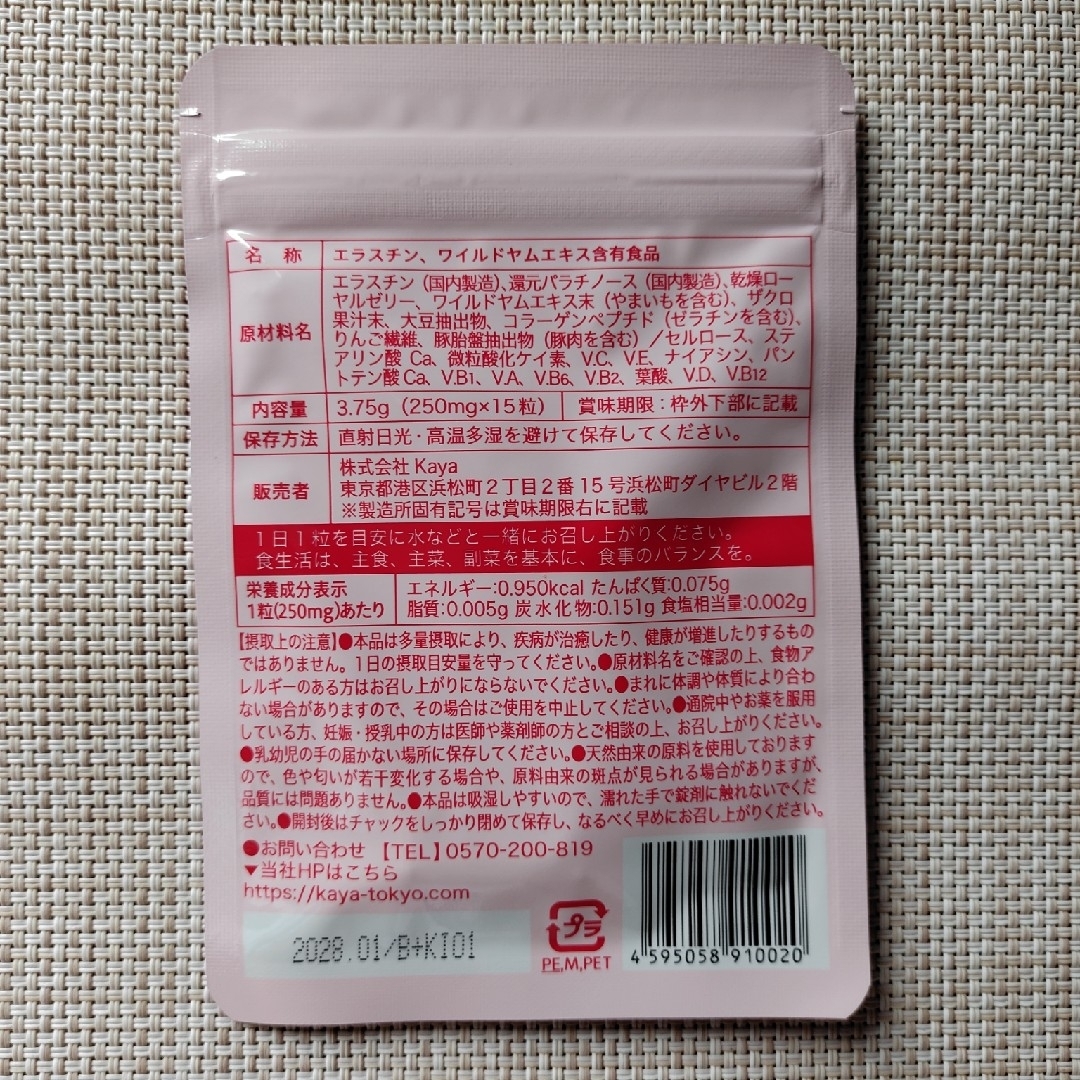 名 称 エラスチン、ワイルドヤムエキス含有食品
原材料名
エラスチン（国内製造）、還元パラチノース（国内製造）、乾燥ロー
ヤルゼリー、ワイルドヤムエキス末（やまいもを含む）、ザクロ
果汁末、大豆抽出物、コラーゲンペプチド（ゼラチンを含む）、
りんご繊維、豚胎盤抽出物（豚肉を含む）／セルロース、ステ
アリン酸 Ca、微粒酸化ケイ素、V.C、V.E、ナイアシン、パン
トテン酸 Ca、V.B1、V.A、V.B6、V.B2、葉酸、V.D、V.B12
内容量 3.75g（250mg×15粒） 賞味期限：枠外下部に記載
保存方法 直射日光・高温多湿を避けて保存してください。
販売者
株式会社 Kaya
東京都港区浜松町２丁目２番 15 号浜松町ダイヤビル２階
※製造所固有記号は賞味期限右に記載
１日１粒を目安に水などと一緒にお召し上がりください。
食生活は、主食、主菜、副菜を基本に、食事のバランスを。
栄養成分表示
1粒(250mg)あたり
エネルギー:0.950kcal たんぱく質:0.075g
脂質:0.005g 炭水化物:0.151g 食塩相当量:0.002g
【摂取上の注意】●本品は多量摂取により、疾病が治癒したり、健康が増進したりするもの
ではありません。1日の摂取目安量を守ってください。●原材料名をご確認の上、食物ア
レルギーのある方はお召し上がりにならないでください。●まれに体調や体質により合わ
ない場合がありますので、その場合はご使用を中止してください。●通院中やお薬を服用
している方、妊娠・授乳中の方は医師や薬剤師の方とご相談の上、お召し上がりください。
●乳幼児の手の届かない場所に保存してください。●天然由来の原料を使用しております
ので、色や匂いが若干変化する場合や、原料由来の斑点が見られる場合がありますが、
品質には問題ありません。●本品は吸湿しやすいので、濡れた手で錠剤に触れないでくだ
さい。●開封後はチャックをしっかり閉めて保存し、なるべく早めにお召し上がりください。
●お問い合わせ 【TEL】0570-200-819
▼当社HPはこちら
https://kaya-tokyo.com
2028.01/B+KI01
プラ
PE,M,PET
4 595058 910020